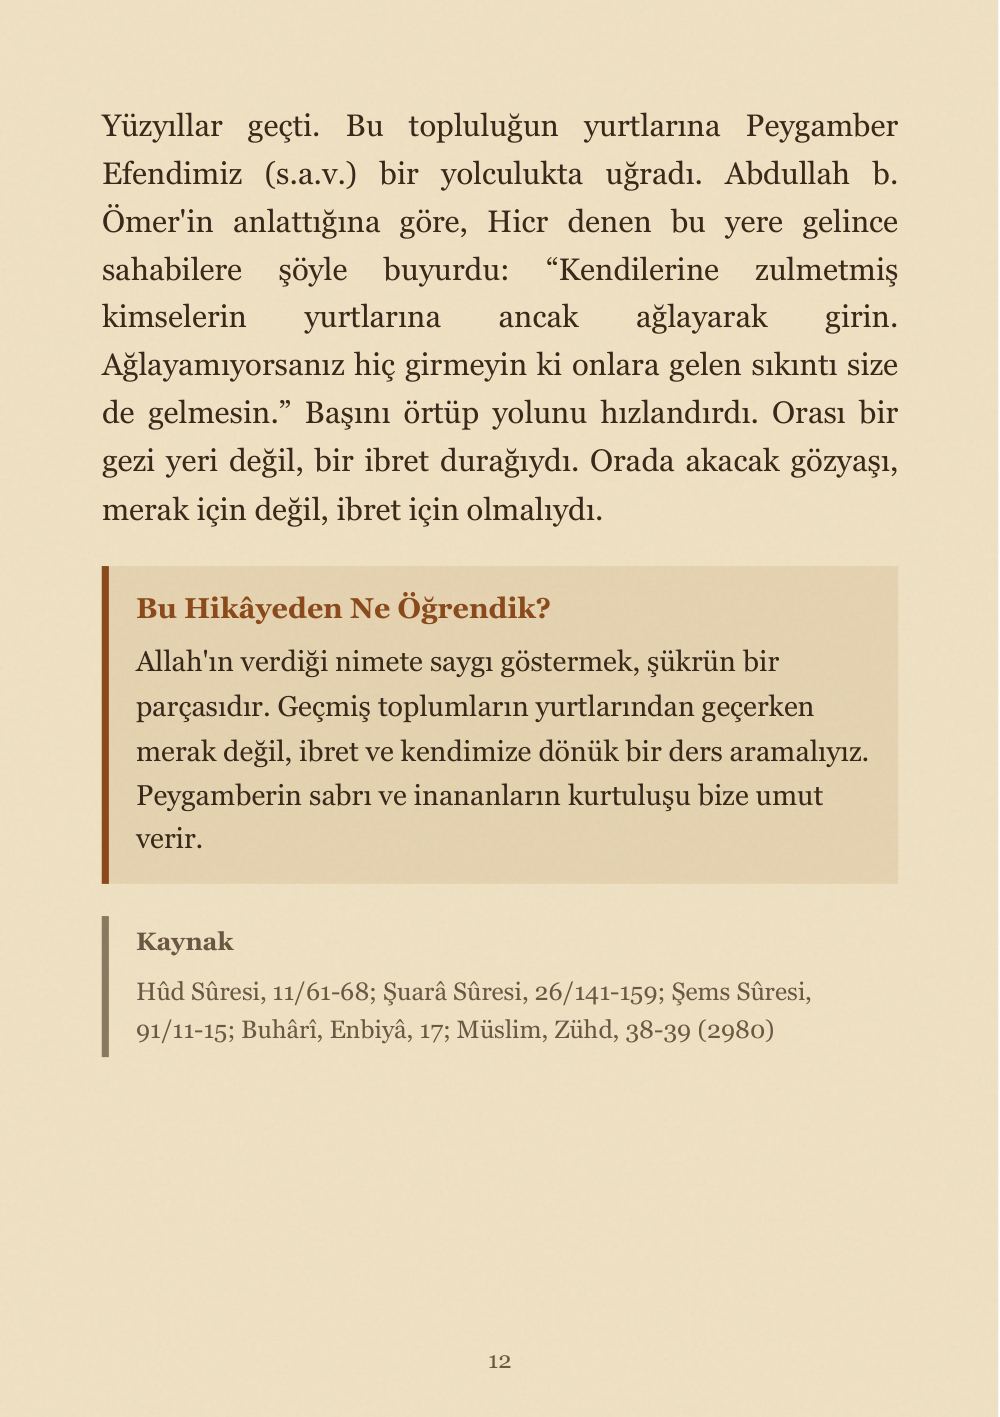 Yüzyıllar geçti. Bu topluluğun yurtlarına Peygamber
Efendimiz (s.a.v.) bir yolculukta uğradı. Abdullah b.
Ömer'in anlattığına göre, Hicr denen bu yere gelince
sahabilere şöyle buyurdu: “Kendilerine zulmetmiş
kimselerin yurtlarına ancak ağlayarak girin.
Ağlayamıyorsanız hiç girmeyin ki onlara gelen sıkıntı size
de gelmesin.” Başını örtüp yolunu hızlandırdı. Orası bir
gezi yeri değil, bir ibret durağıydı. Orada akacak gözyaşı,
merak için değil, ibret için olmalıydı.
Bu Hikâyeden Ne Öğrendik?
Allah'ın verdiği nimete saygı göstermek, şükrün bir
parçasıdır. Geçmiş toplumların yurtlarından geçerken
merak değil, ibret ve kendimize dönük bir ders aramalıyız.
Peygamberin sabrı ve inananların kurtuluşu bize umut
verir.
Kaynak
Hûd Sûresi, 11/61-68; Şuarâ Sûresi, 26/141-159; Şems Sûresi,
91/11-15; Buhârî, Enbiyâ, 17; Müslim, Zühd, 38-39 (2980)
12